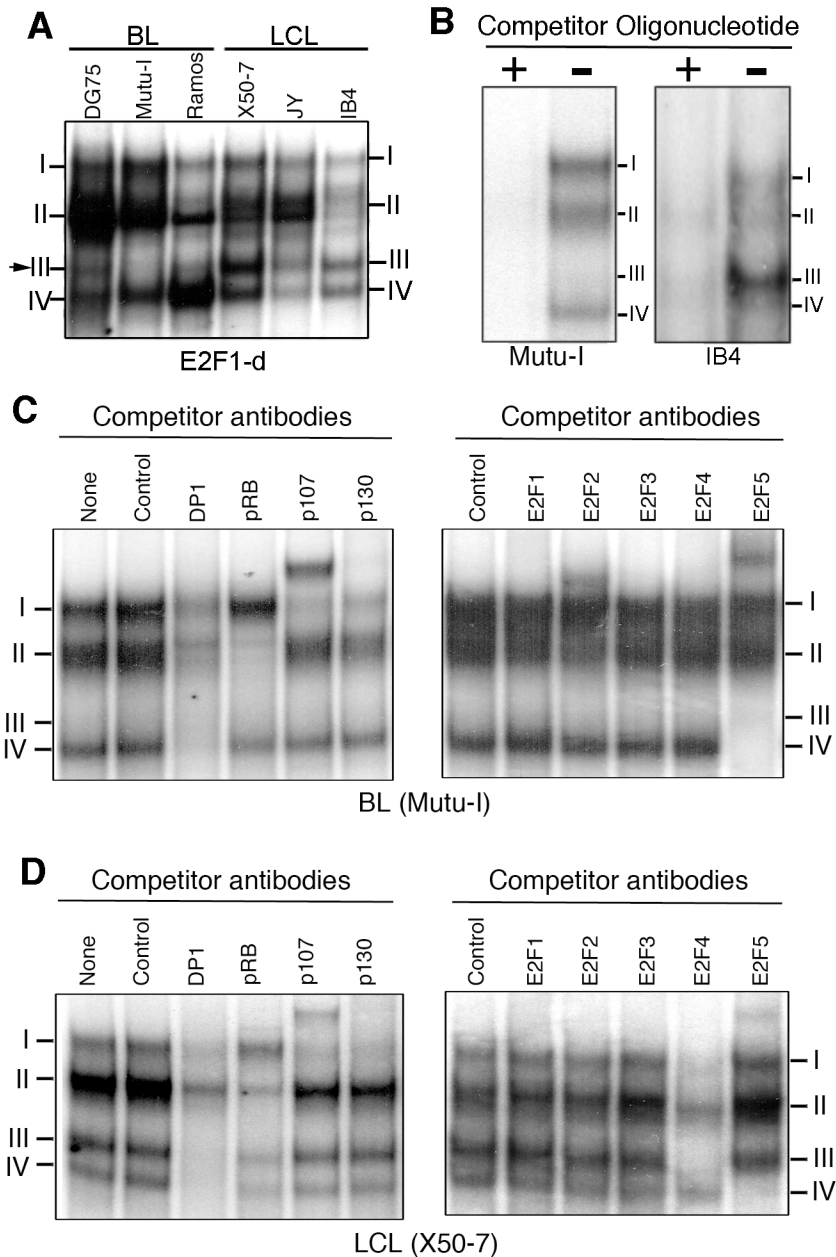 A
BL LCL
DG75 Mutu-I Ramos X50-7 JY IB4
I I
II II
III III
IV IV
E2F1-d
B
Competitor Oligonucleotide
+ - + -
I I
II II
III III
IV IV
Mutu-I IB4
C
Competitor antibodies Competitor antibodies
None Control DP1 pRB p107 p130 Control E2F1 E2F2 E2F3 E2F4 E2F5
I I
II II
III III
IV IV
BL (Mutu-I)
D
Competitor antibodies Competitor antibodies
None Control DP1 pRB p107 p130 Control E2F1 E2F2 E2F3 E2F4 E2F5
I I
II II
III III
IV IV
LCL (X50-7)